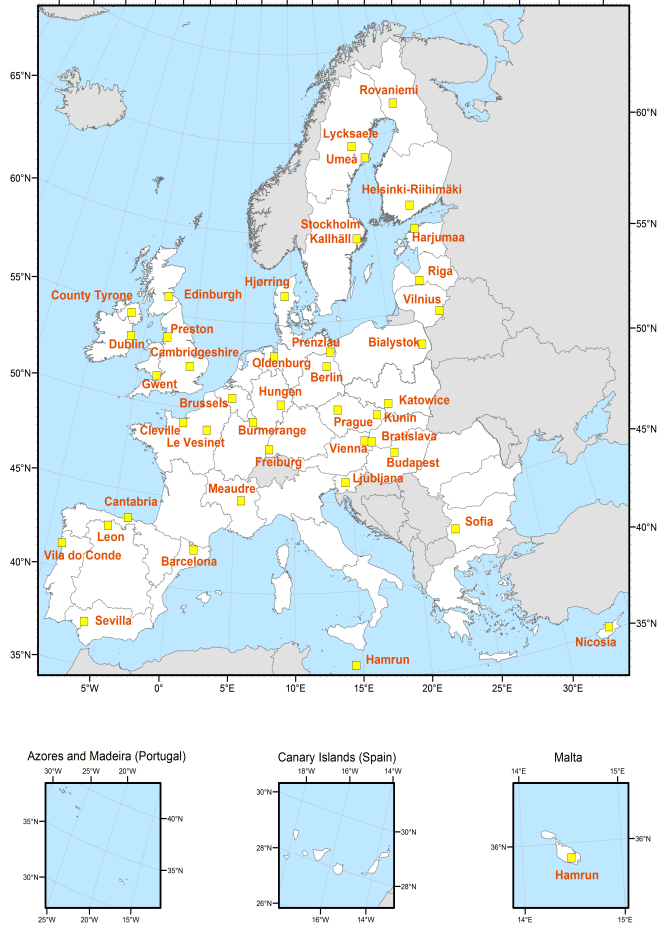 65°N
60°N
Rovaniemi
Lycksaele
Umeå
60°N
Helsinki-Riihimäki
55°N
Stockholm
Kallhäll
Harjumaa
55°N
Riga
Hjørring
County Tyrone
Edinburgh
Vilnius
Preston
50°N
Dublin
Cambridgeshire
Prenzlau
Bialystok
Oldenburg
50°N
Gwent
Berlin
Hungen
Brussels
Katowice
Cleville
Prague
Kunin
45°N
Le Vesinet
Burmerange
Vienna
Bratislava
Freiburg
Budapest
45°N
Meaudre
Ljubljana
Cantabria
Sofia
40°N
Leon
Vila do Conde
Barcelona
40°N
Sevilla
35°N
Nicosia
35°N
Hamrun
5°W
0°
5°E
10°E
15°E
20°E
25°E
30°E
Azores and Madeira (Portugal)
30°W
25°W
20°W
35°N
40°N
30°N
35°N
25°W
20°W
15°W
Canary Islands (Spain)
18°W
16°W
14°W
30°N
30°N
28°N
28°N
26°N
16°W
14°W
Malta
14°E
15°E
36°N
36°N
Hamrun
14°E
15°E